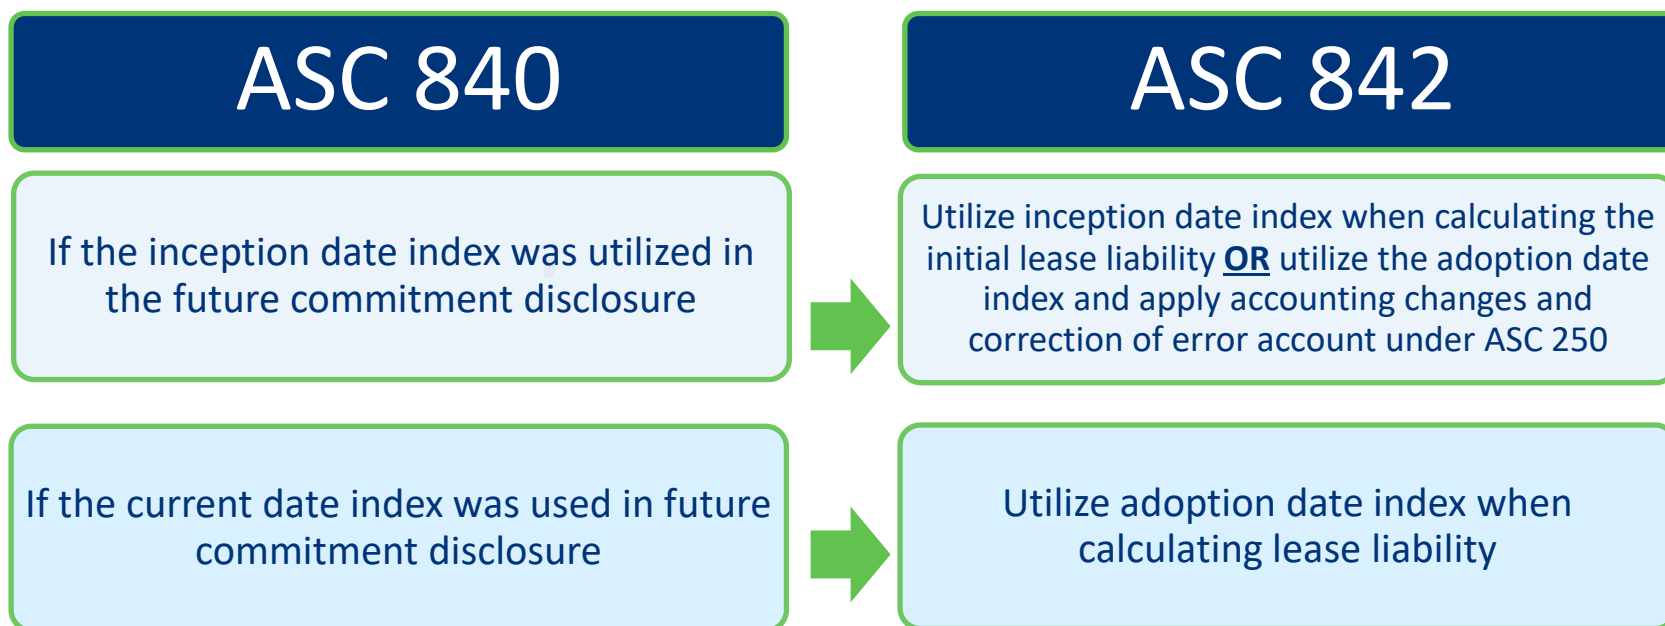 ASC 840
ASC 842
If the inception date index was utilized in
the future commitment disclosure
Utilize inception date index when calculating the
initial lease liability OR utilize the adoption date
index and apply accounting changes and
correction of error account under ASC 250
If the current date index was used in future
commitment disclosure
Utilize adoption date index when
calculating lease liability